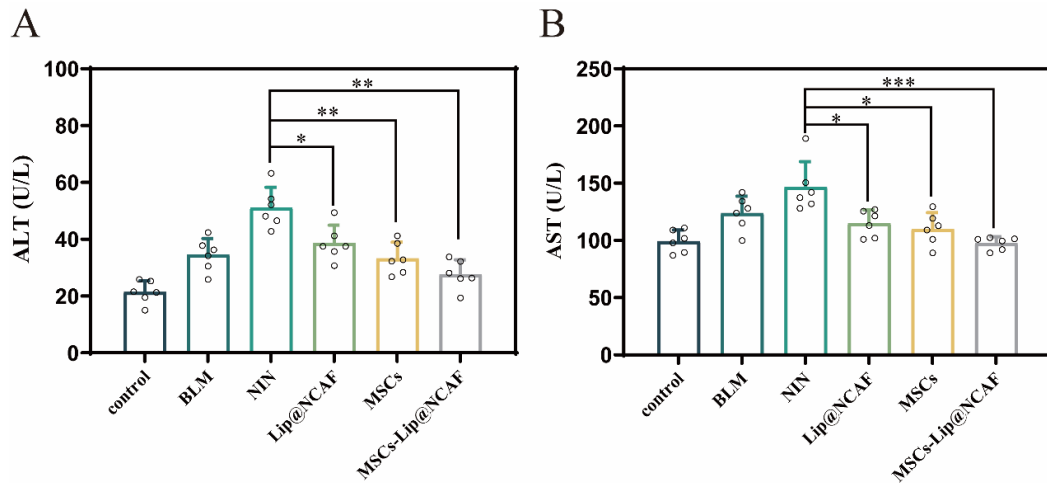 A
ALT (U/L)
100
80
60
40
20
0
**
**
*
control
BLM
NIN
Lip@NCAF
MSCs
MSCs-Lip@NCAF
B
AST (U/L)
250
200
150
100
50
0
***
*
*
control
BLM
NIN
Lip@NCAF
MSCs
MSCs-Lip@NCAF